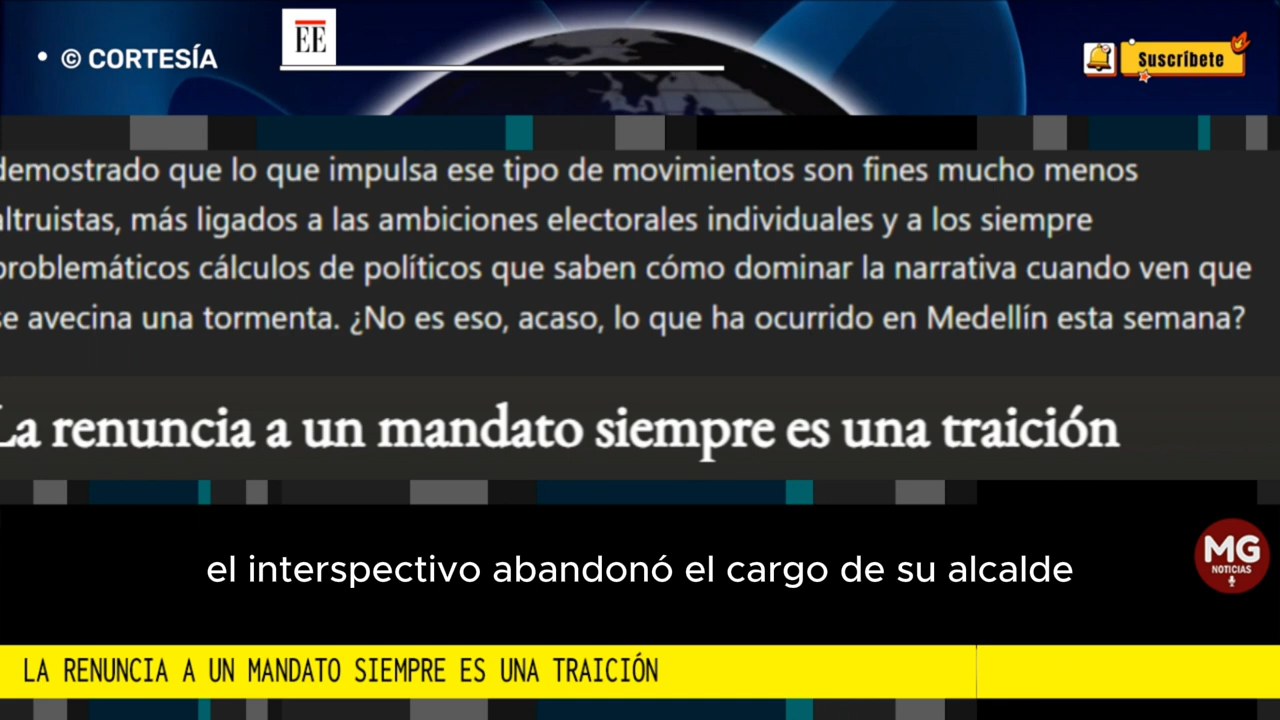 • © CORTESÍA
EE
Suscríbete
demostrado que lo que impulsa ese tipo de movimientos son fines mucho menos
altruistas, más ligados a las ambiciones electorales individuales y a los siempre
problemáticos cálculos de políticos que saben cómo dominar la narrativa cuando ven que
se avecina una tormenta. ¿No es eso, acaso, lo que ha ocurrido en Medellín esta semana?
La renuncia a un mandato siempre es una traición
el interspectivo abandonó el cargo de su alcalde
MG
NOTICIAS
LA RENUNCIA A UN MANDATO SIEMPRE ES UNA TRAICIÓN